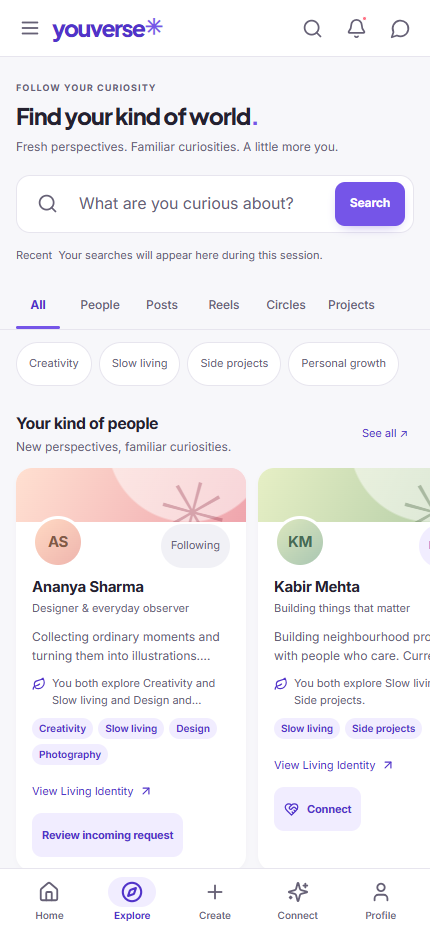 youverse
FOLLOW YOUR CURIOSITY
Find your kind of world.
Fresh perspectives. Familiar curiosities. A little more you.
What are you curious about?
Search
Recent Your searches will appear here during this session.
All People Posts Reels Circles Projects
Creativity Slow living Side projects Personal growth
Your kind of people
See all
New perspectives, familiar curiosities.
AS
Following
Ananya Sharma
Designer & everyday observer
Collecting ordinary moments and
turning them into illustrations....
You both explore Creativity and
Slow living and Design and...
Creativity Slow living Design
Photography
View Living Identity
Review incoming request
KM
Kabir Mehta
Building things that matter
Building neighbourhood
with people who care.
You both explore Slow
Side projects.
Slow living Side projects
View Living Identity
Connect
Home Explore Create Connect Profile